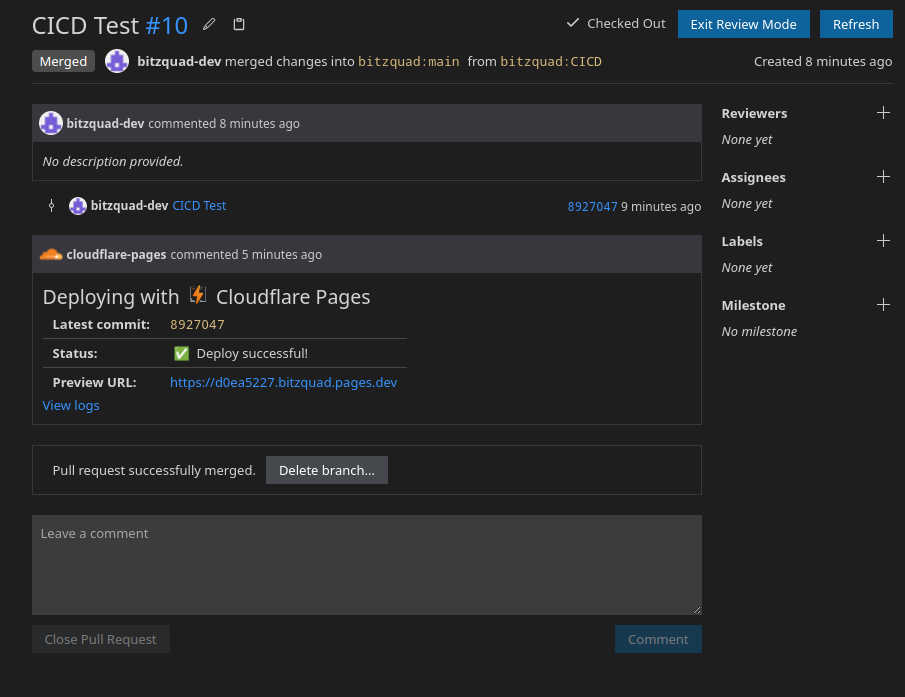 CICD Test #10
Checked Out
Exit Review Mode
Refresh
Merged bitzquad-dev merged changes into bitzquad:main from bitzquad:CICD
Created 8 minutes ago
bitzquad-dev commented 8 minutes ago
No description provided.
bitzquad-dev CICD Test
8927047 9 minutes ago
cloudflare-pages commented 5 minutes ago
Deploying with Cloudflare Pages
Latest commit: 8927047
Status: ✅ Deploy successful!
Preview URL: https://d0ea5227.bitzquad.pages.dev
View logs
Pull request successfully merged. Delete branch...
Leave a comment
Close Pull Request
Comment
Reviewers
None yet
Assignees
None yet
Labels
None yet
Milestone
No milestone